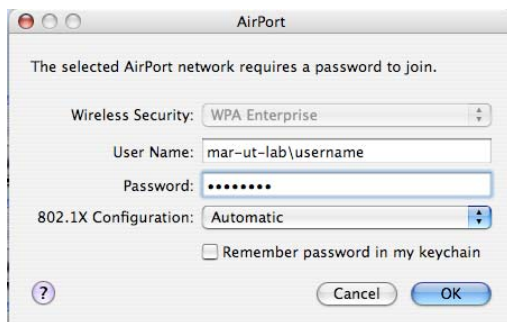 AirPort
The selected AirPort network requires a password to join.
Wireless Security: WPA Enterprise
User Name: mar-ut-lab\username
Password: ••••••••
802.1X Configuration: Automatic
Remember password in my keychain
? Cancel OK